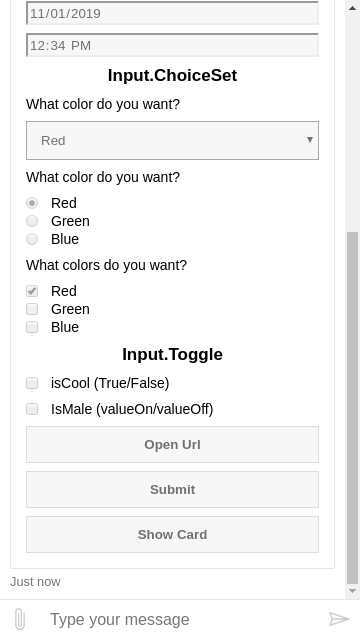 11/01/2019
12:34 PM
Input.ChoiceSet
What color do you want?
Red
What color do you want?
Red
Green
Blue
What colors do you want?
Red
Green
Blue
Input.Toggle
isCool (True/False)
IsMale (valueOn/valueOff)
Open Url
Submit
Show Card
Just now
Type your message